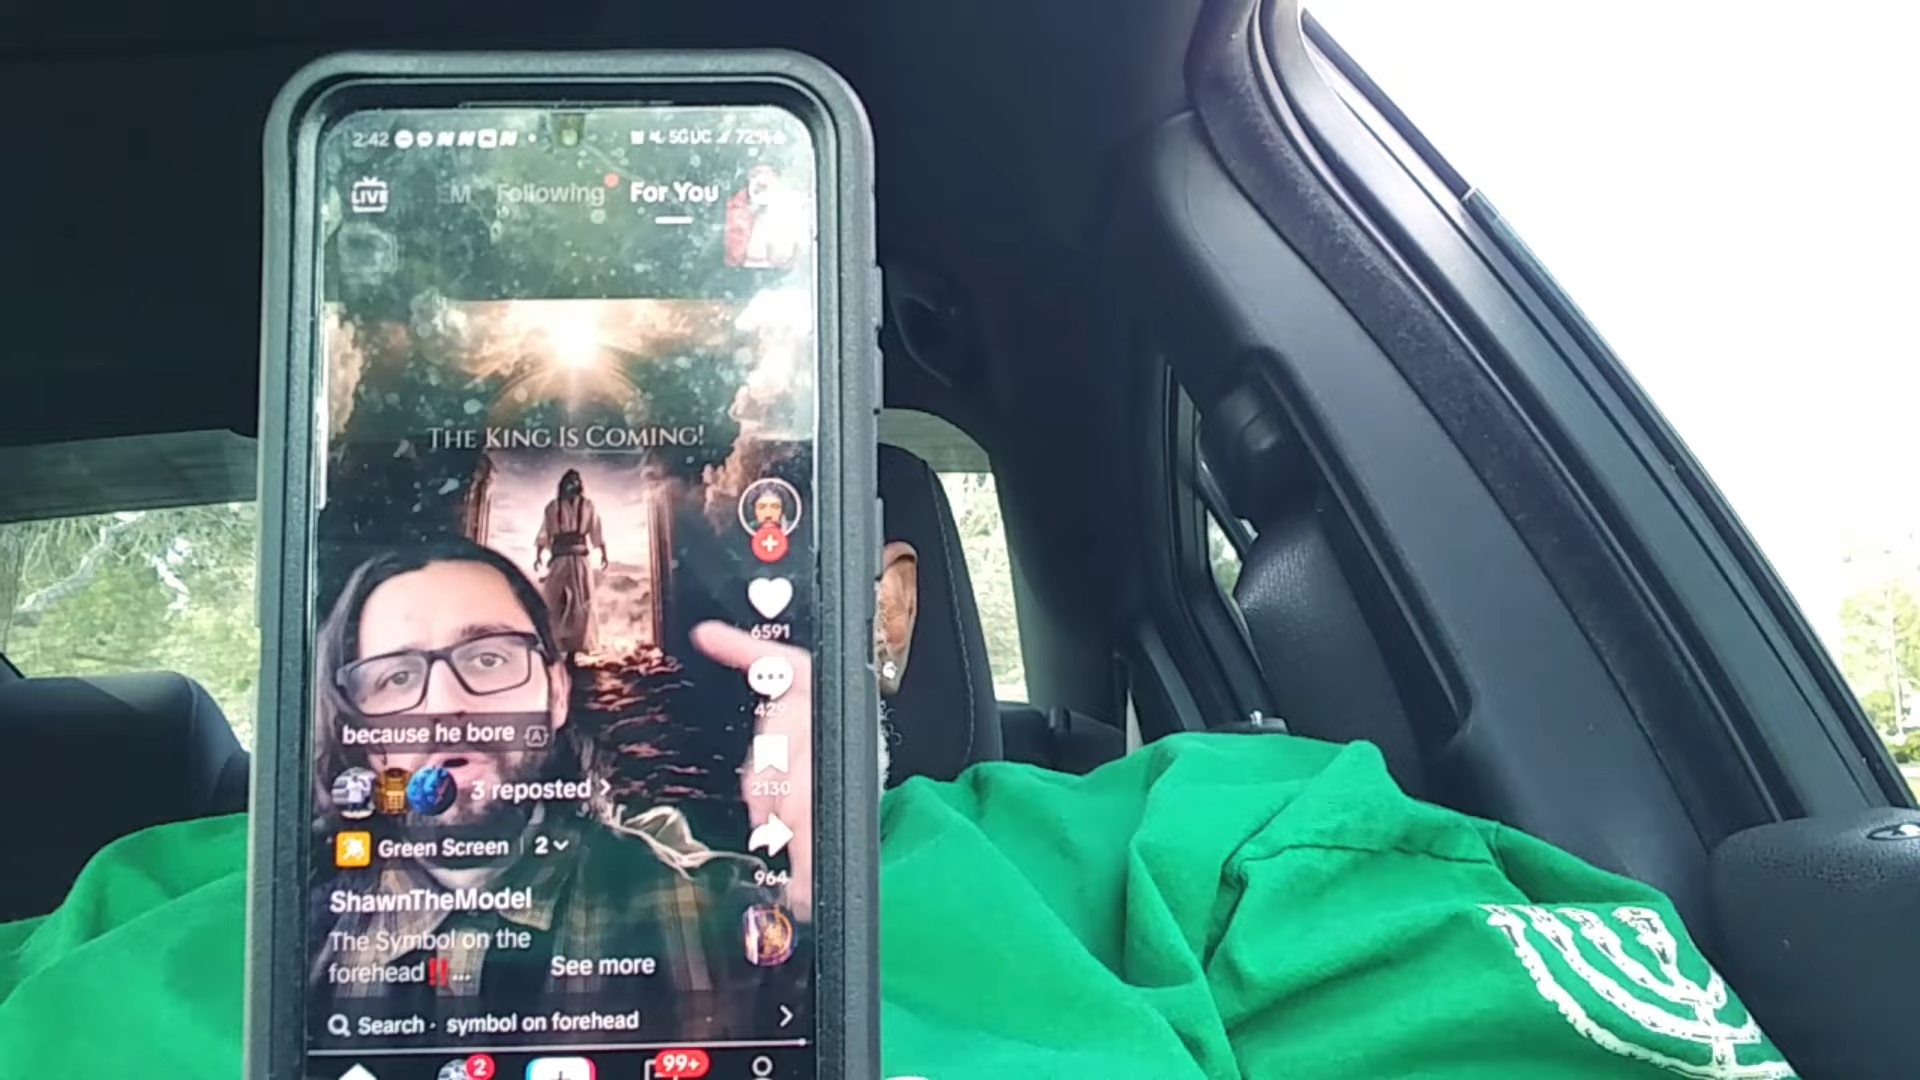 2:42
5G UC
72%
LIVE
Following
For You
THE KING IS COMING!
6591
because he bore
429
3 reposted >
2130
Green Screen | 2
964
ShawnTheModel
The Symbol on the
forehead‼️...
See more
Search · symbol on forehead
2
99+